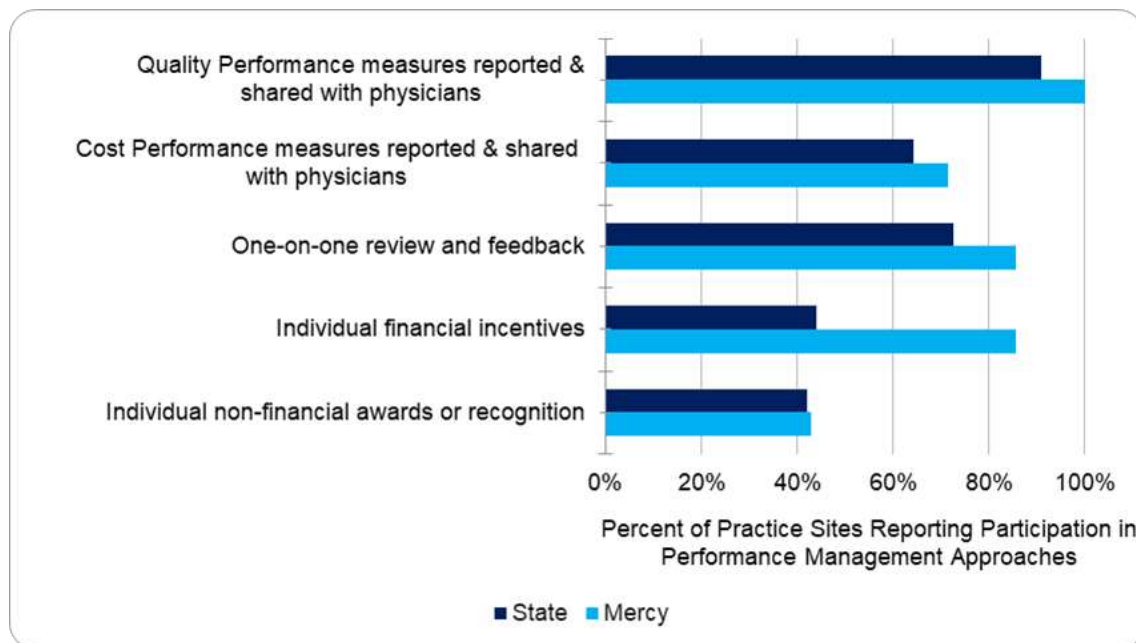 Quality Performance measures reported &
shared with physicians
Cost Performance measures reported & shared
with physicians
One-on-one review and feedback
Individual financial incentives
Individual non-financial awards or recognition
0% 20% 40% 60% 80% 100%
Percent of Practice Sites Reporting Participation in
Performance Management Approaches
State Mercy